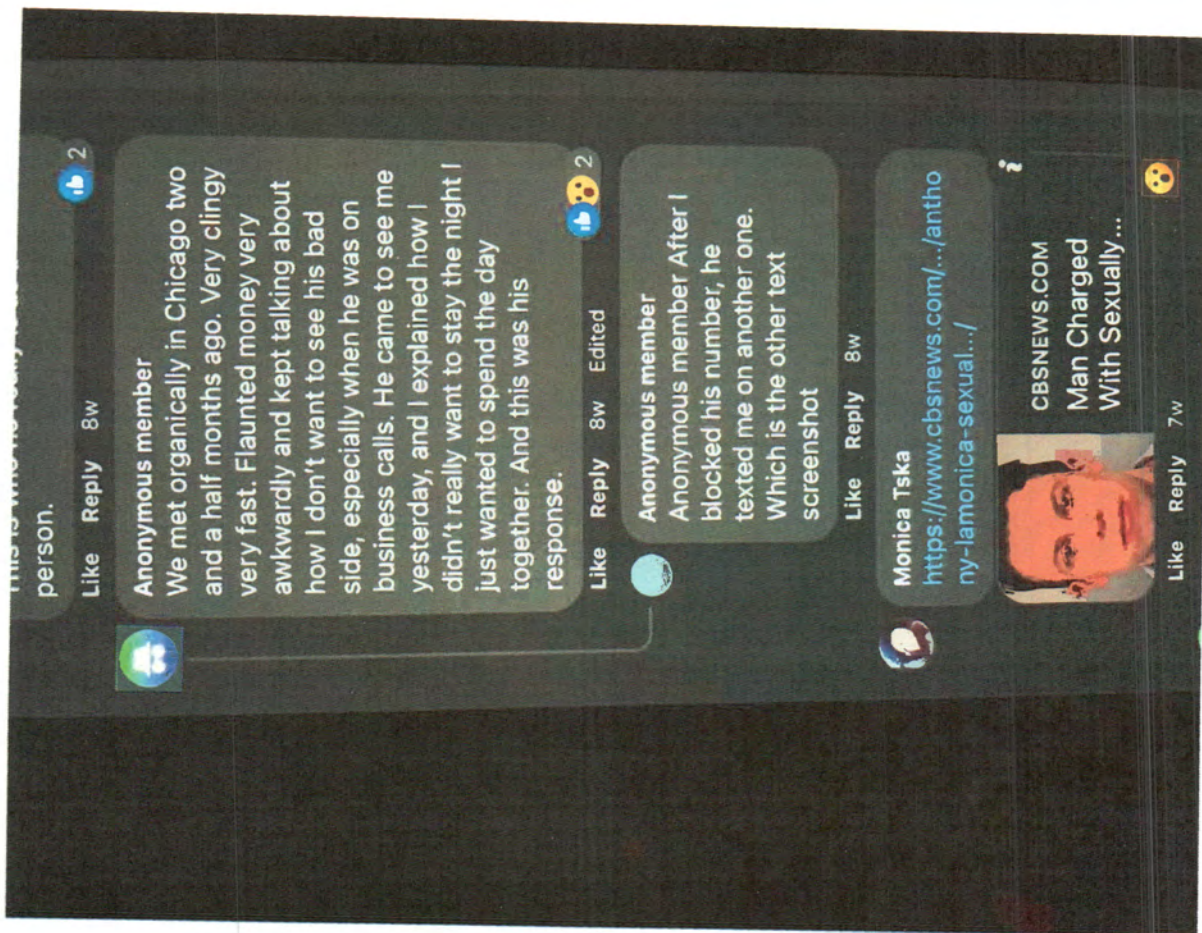 person.
Like Reply 8w
2
Anonymous member
We met organically in Chicago two
and a half months ago. Very clingy
very fast. Flaunted money very
awkwardly and kept talking about
how I don't want to see his bad
side, especially when he was on
business calls. He came to see me
yesterday, and I explained how I
didn't really want to stay the night I
just wanted to spend the day
together. And this was his
response.
Like Reply 8w Edited
2
Anonymous member
Anonymous member After I
blocked his number, he
texted me on another one.
Which is the other text
screenshot
Like Reply 8w
Monica Tska
https://www.cbsnews.com/.../antho
ny-lamonica-sexual.../
CBSNEWS.COM
Man Charged
With Sexually...
i
Like Reply 7w